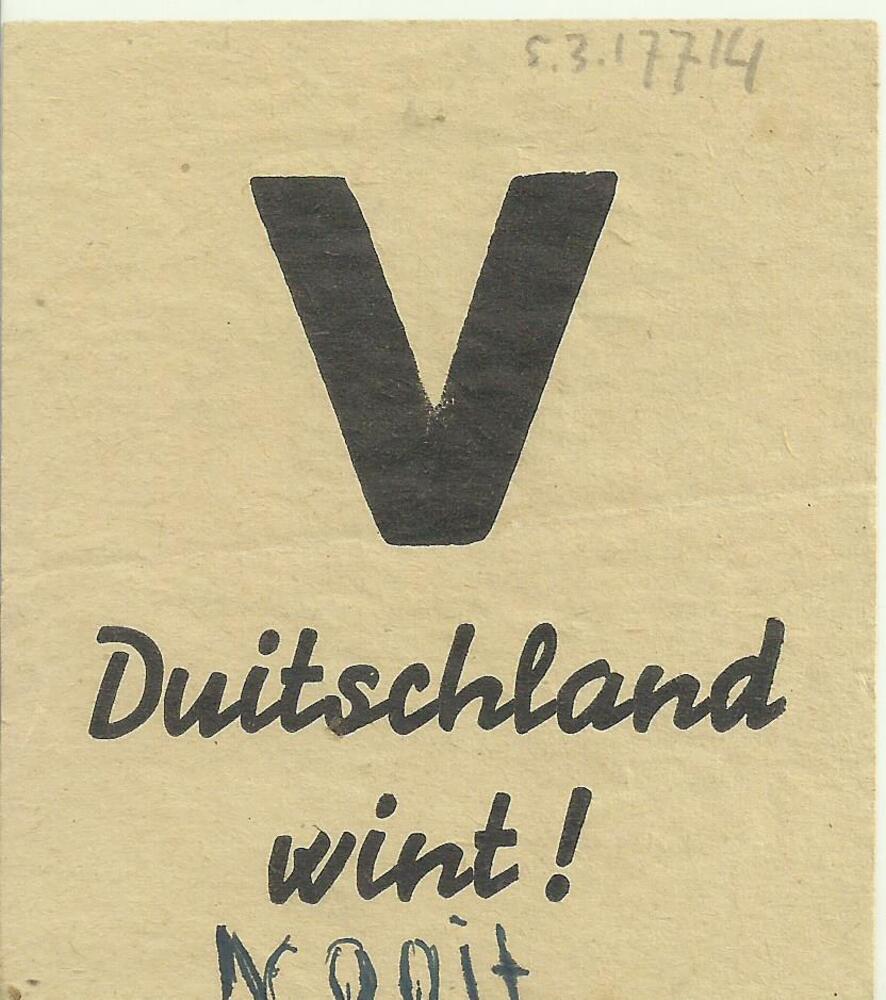 5.3.17714
V
Duitschland
wint!
Nooit